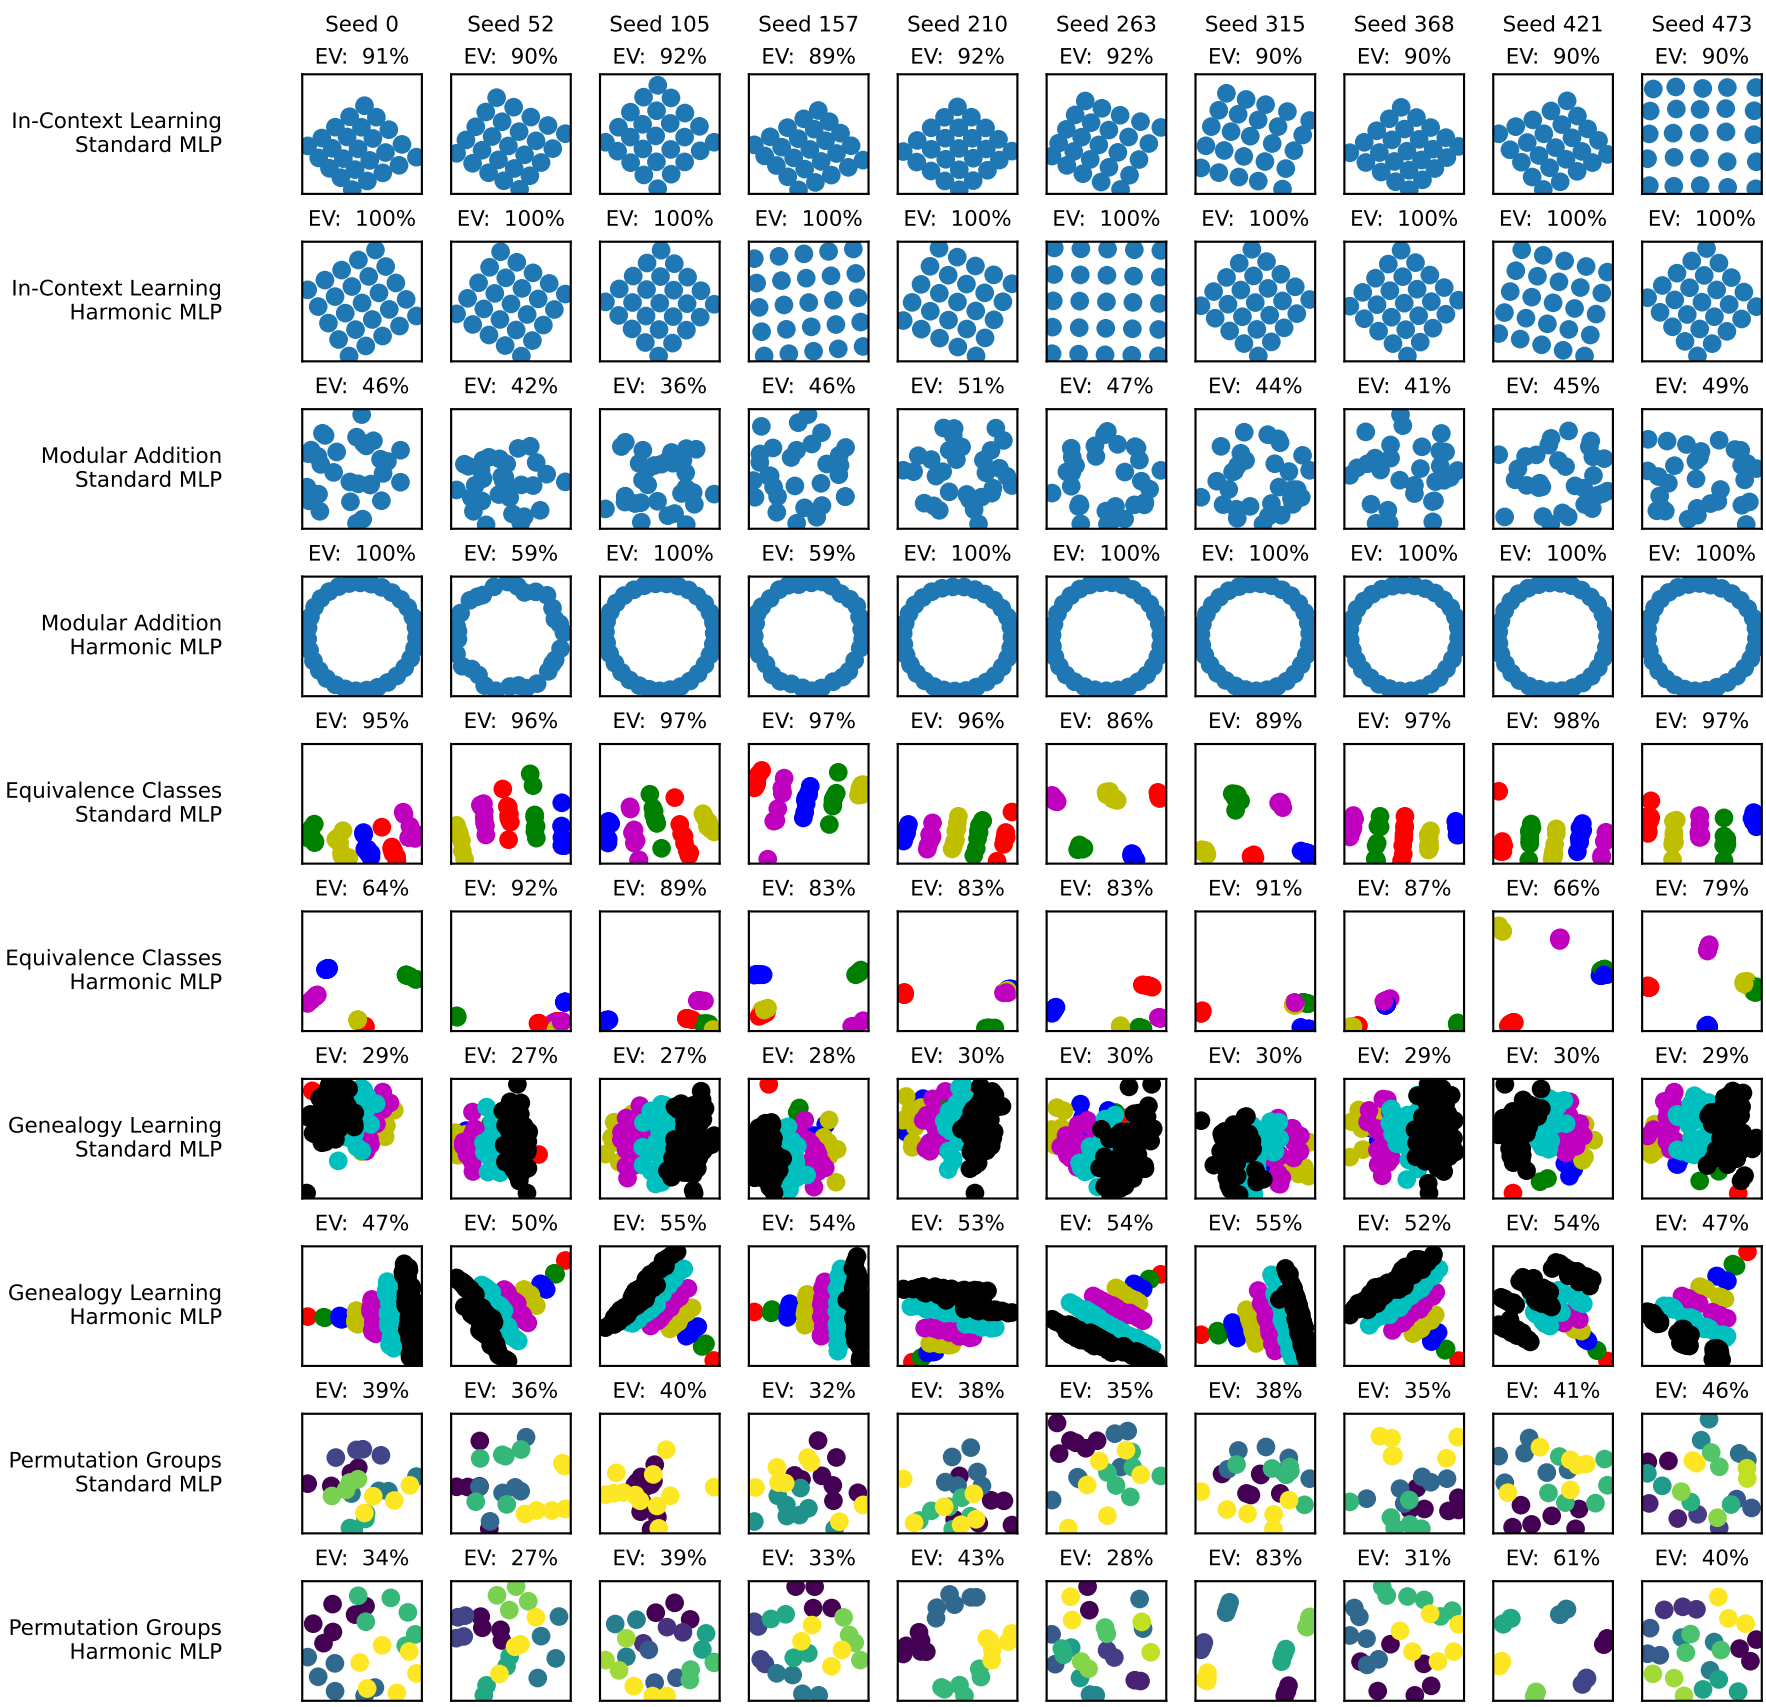 Seed 0 Seed 52 Seed 105 Seed 157 Seed 210 Seed 263 Seed 315 Seed 368 Seed 421 Seed 473
EV: 91% EV: 90% EV: 92% EV: 89% EV: 92% EV: 92% EV: 90% EV: 90% EV: 90% EV: 90%
In-Context Learning
Standard MLP
EV: 100% EV: 100% EV: 100% EV: 100% EV: 100% EV: 100% EV: 100% EV: 100% EV: 100% EV: 100%
In-Context Learning
Harmonic MLP
EV: 46% EV: 42% EV: 36% EV: 46% EV: 51% EV: 47% EV: 44% EV: 41% EV: 45% EV: 49%
Modular Addition
Standard MLP
EV: 100% EV: 59% EV: 100% EV: 59% EV: 100% EV: 100% EV: 100% EV: 100% EV: 100% EV: 100%
Modular Addition
Harmonic MLP
EV: 95% EV: 96% EV: 97% EV: 97% EV: 96% EV: 86% EV: 89% EV: 97% EV: 98% EV: 97%
Equivalence Classes
Standard MLP
EV: 64% EV: 92% EV: 89% EV: 83% EV: 83% EV: 83% EV: 91% EV: 87% EV: 66% EV: 79%
Equivalence Classes
Harmonic MLP
EV: 29% EV: 27% EV: 27% EV: 28% EV: 30% EV: 30% EV: 30% EV: 29% EV: 30% EV: 29%
Genealogy Learning
Standard MLP
EV: 47% EV: 50% EV: 55% EV: 54% EV: 53% EV: 54% EV: 55% EV: 52% EV: 54% EV: 47%
Genealogy Learning
Harmonic MLP
EV: 39% EV: 36% EV: 40% EV: 32% EV: 38% EV: 35% EV: 38% EV: 35% EV: 41% EV: 46%
Permutation Groups
Standard MLP
EV: 34% EV: 27% EV: 39% EV: 33% EV: 43% EV: 28% EV: 83% EV: 31% EV: 61% EV: 40%
Permutation Groups
Harmonic MLP